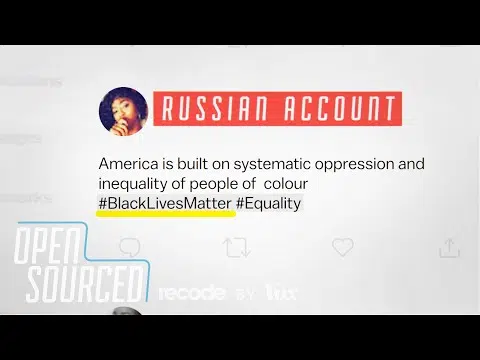 RUSSIAN ACCOUNT
America is built on systematic oppression and
inequality of people of colour
#BlackLivesMatter #Equality
OPEN
SOURCED
recode BY Vox